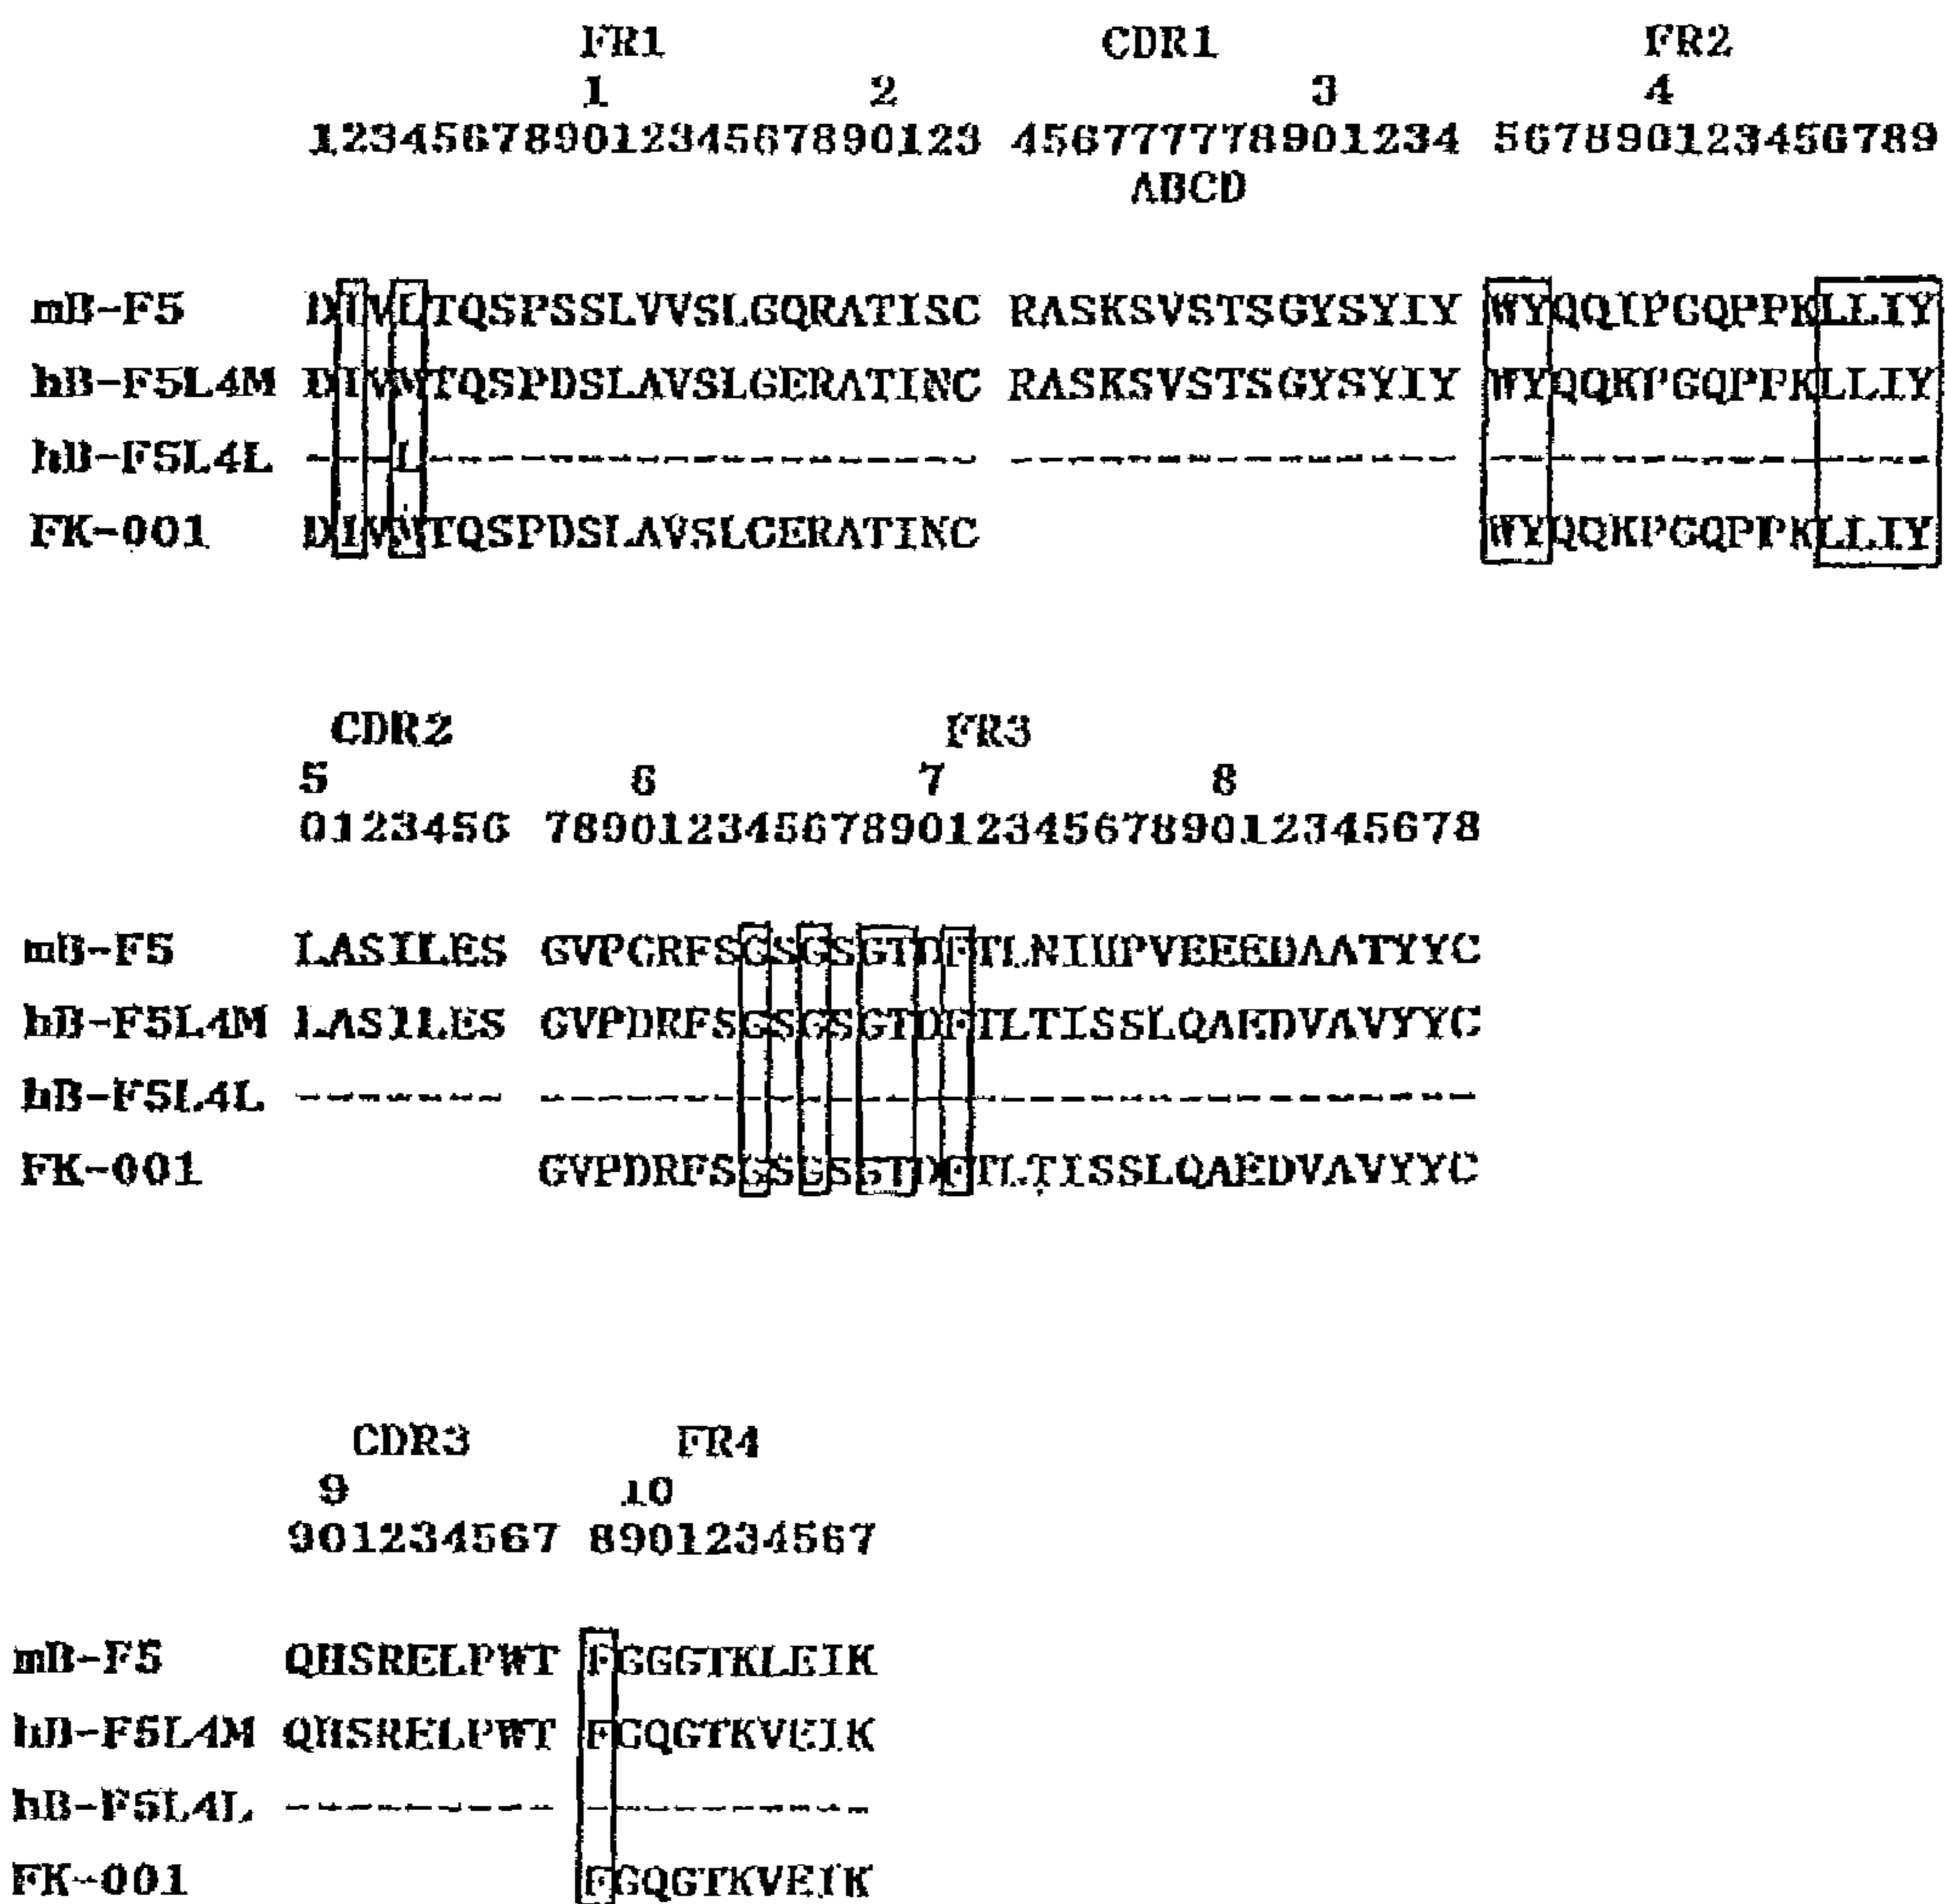 FR1 CDR1 FR2
1 2 3 4
12345678901234567890123 456777778901234 567890123456789
ABCD
mB-F5 DIVLTQSPSSLVVSLGQRATISC RASKSVSTSGYSYIY WYQQIPGQPPKLLIY
hB-F5L4M DIVMTQSPDSLAVSLGERATINC RASKSVSTSGYSYIY WYQQKPGQPPKLLIY
hB-F5L4L ---L------------------- --------------- ---------------
FK-001 DIVMTQSPDSLAVSLGERATINC WYQQKPGQPPKLLIY
CDR2 FR3
5 6 7 8
0123456 78901234567890123456789012345678
mB-F5 LASILES GVPGRFSGSGSGTDFTLNIHPVEEEDAATYYC
hB-F5L4M LASILES GVPDRFSGSGSGTDFTLTISSLQAEDVAVYYC
hB-F5L4L ------- --------------------------------
FK-001 GVPDRFSGSGSGTDFTLTISSLQAEDVAVYYC
CDR3 FR4
9 10
901234567 8901234567
mB-F5 QHSRELPWT FGGGTKLEIK
hB-F5L4M QHSRELPWT FGQGTKVEIK
hB-F5L4L --------- ----------
FK-001 FGQGTKVEIK